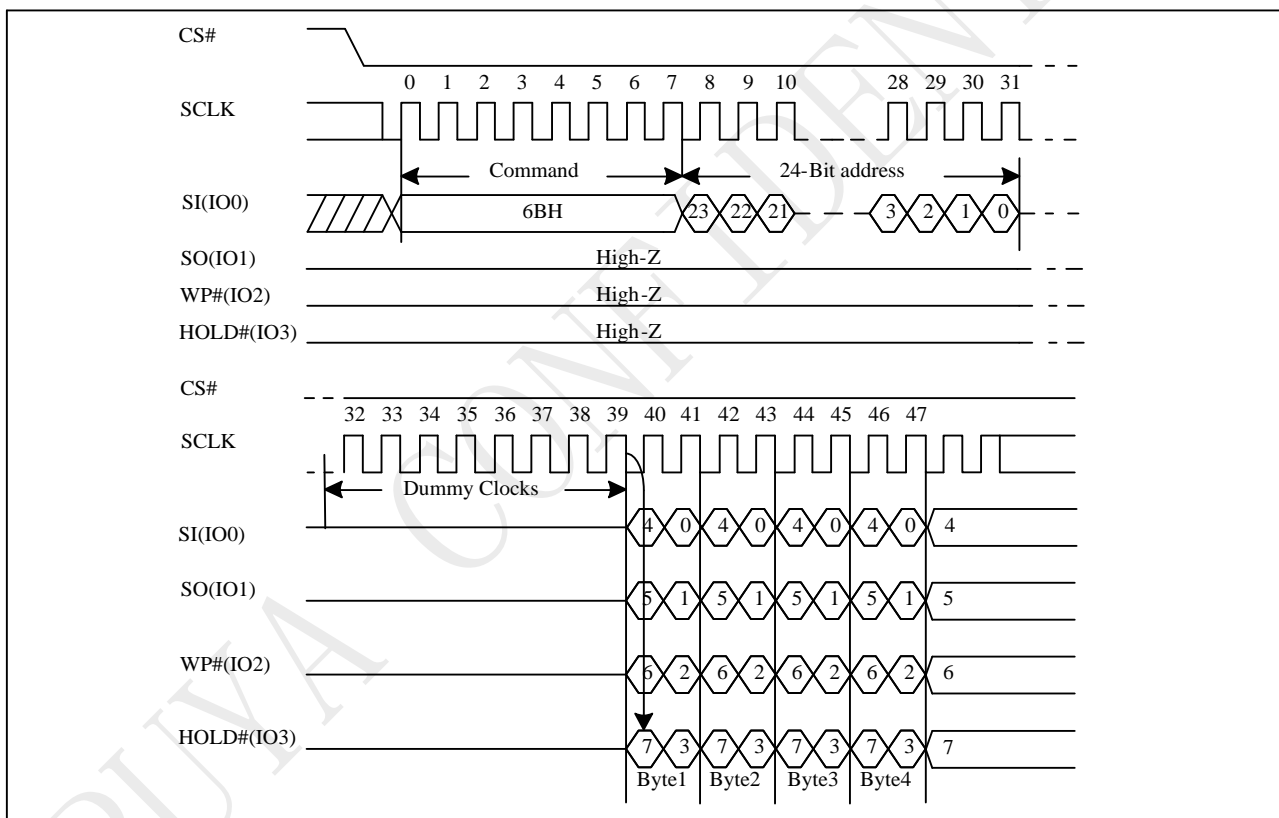 CS#
0 1 2 3 4 5 6 7 8 9 10 28 29 30 31
SCLK
Command 24-Bit address
SI(IO0) 6BH 23 22 21 3 2 1 0
SO(IO1) High-Z
WP#(IO2) High-Z
HOLD#(IO3) High-Z
CS#
32 33 34 35 36 37 38 39 40 41 42 43 44 45 46 47
SCLK
Dummy Clocks
SI(IO0) 4 0 4 0 4 0 4 0 4
SO(IO1) 5 1 5 1 5 1 5 1 5
WP#(IO2) 6 2 6 2 6 2 6 2 6
HOLD#(IO3) 7 3 7 3 7 3 7 3 7
Byte1 Byte2 Byte3 Byte4
PUYA CONFIDENT